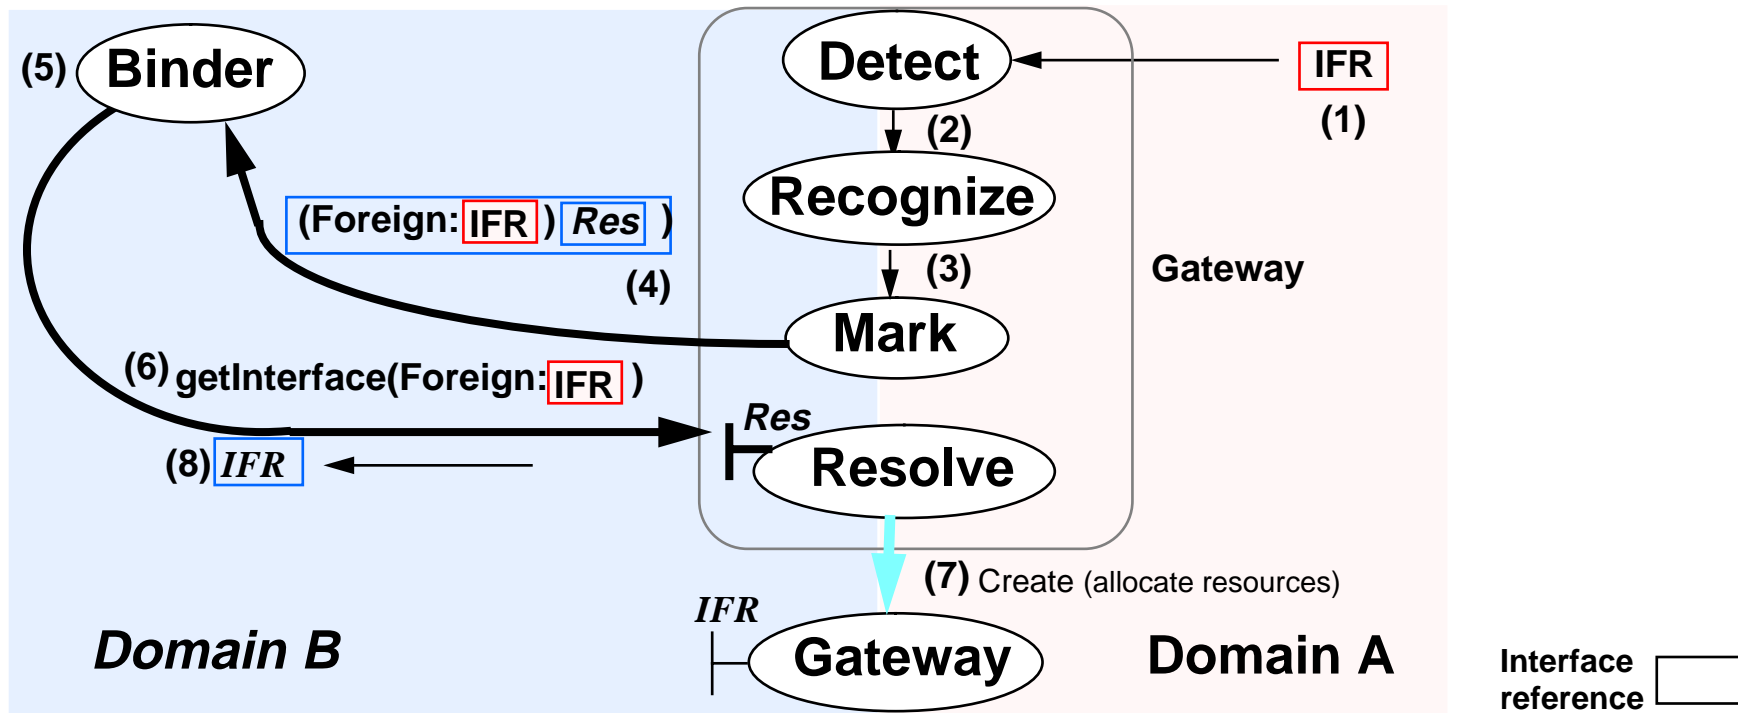 (5) Binder
Detect
IFR
(1)
(2)
Recognize
(Foreign: IFR ) Res )
(3)
(4)
Gateway
Mark
(6) getInterface(Foreign: IFR )
Res
(8) IFR
Resolve
(7) Create (allocate resources)
IFR
Domain B
Gateway
Domain A
Interface
reference